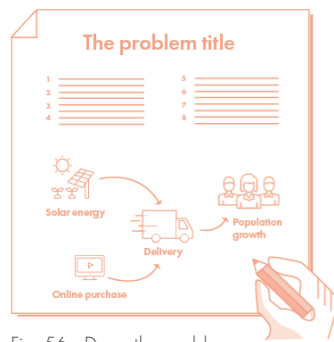 The problem title
1
2
3
4
5
6
7
8
Solar energy
Delivery
Population
growth
Online purchase